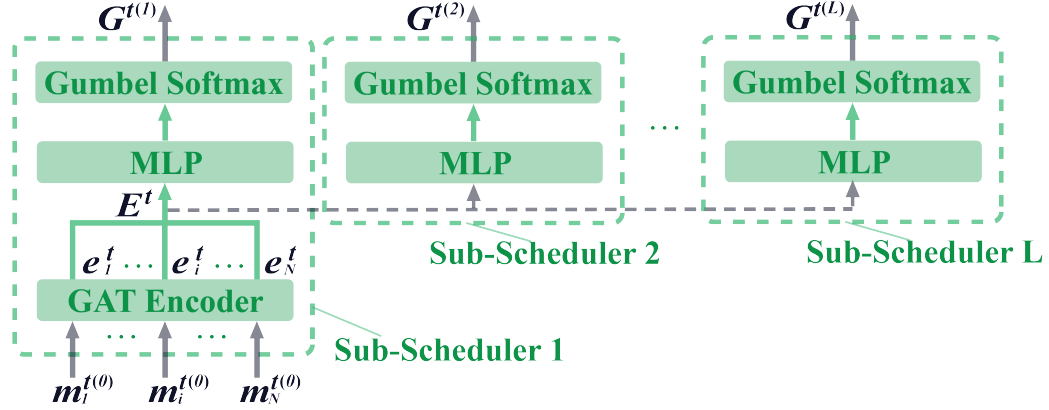 G^{t(1)} G^{t(2)} G^{t(L)}
Gumbel Softmax Gumbel Softmax Gumbel Softmax
...
MLP MLP MLP
E^t
e_1^t ... e_i^t ... e_N^t
Sub-Scheduler 2 Sub-Scheduler L
GAT Encoder
... ...
Sub-Scheduler 1
m_1^{t(0)} m_i^{t(0)} m_N^{t(0)}